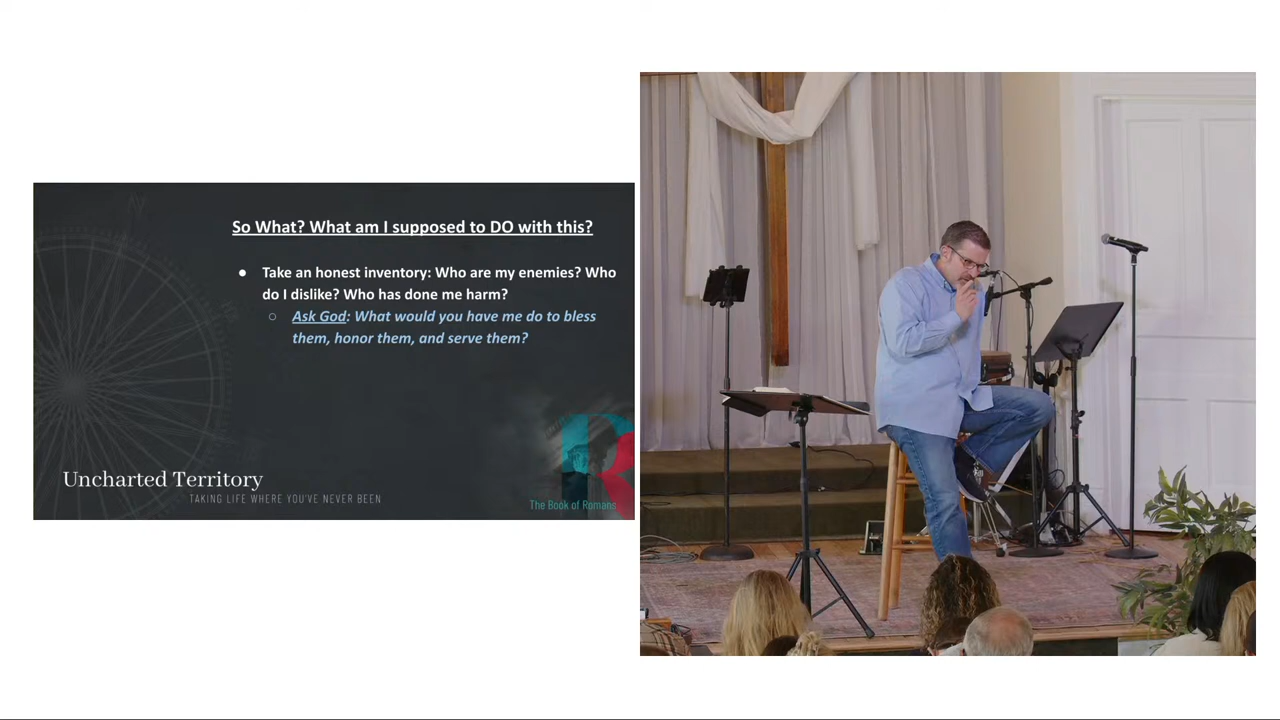 So What? What am I supposed to DO with this?
● Take an honest inventory: Who are my enemies? Who
do I dislike? Who has done me harm?
○ Ask God: What would you have me do to bless
them, honor them, and serve them?
Uncharted Territory
TAKING LIFE WHERE YOU'VE NEVER BEEN
The Book of Romans